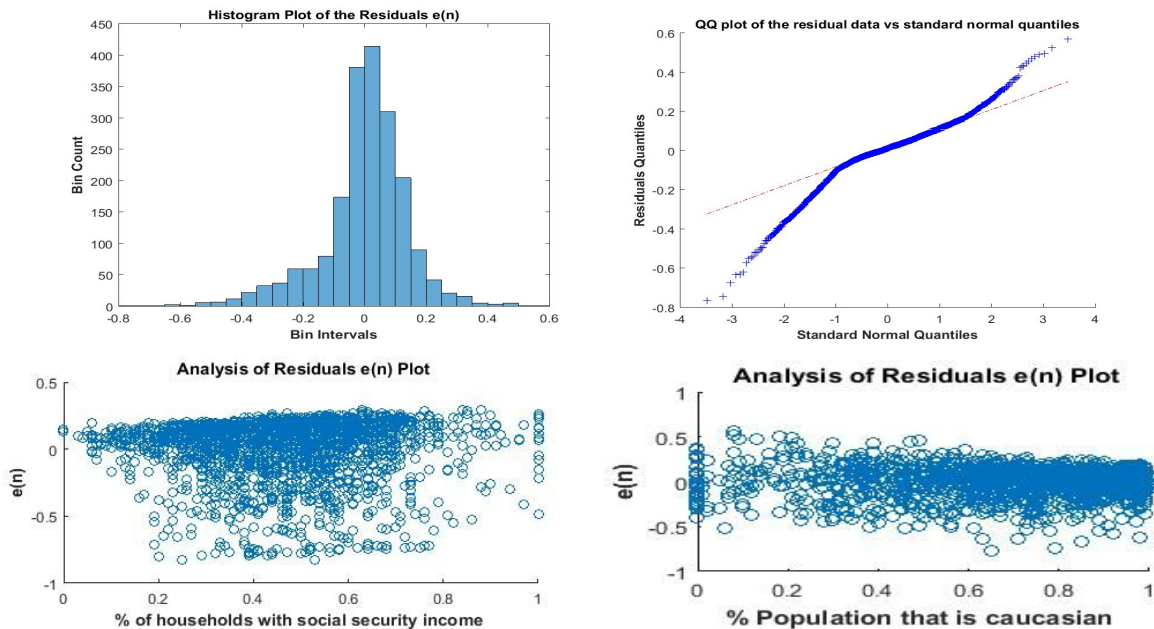 Histogram Plot of the Residuals e(n)
450
400
350
300
250
200
150
100
50
0
Bin Count
-0.8 -0.6 -0.4 -0.2 0 0.2 0.4 0.6
Bin Intervals
QQ plot of the residual data vs standard normal quantiles
0.6
0.4
0.2
0
-0.2
-0.4
-0.6
-0.8
Residuals Quantiles
-4 -3 -2 -1 0 1 2 3 4
Standard Normal Quantiles
Analysis of Residuals e(n) Plot
0.5
0
-0.5
-1
e(n)
0 0.2 0.4 0.6 0.8 1
% of households with social security income
Analysis of Residuals e(n) Plot
1
0.5
0
-0.5
-1
e(n)
0 0.2 0.4 0.6 0.8 1
% Population that is caucasian